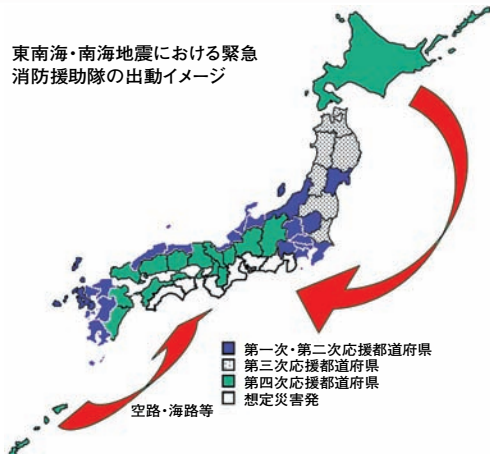 東南海・南海地震における緊急
消防援助隊の出動イメージ
第一次・第二次応援都道府県
第三次応援都道府県
第四次応援都道府県
想定災害発
空路・海路等